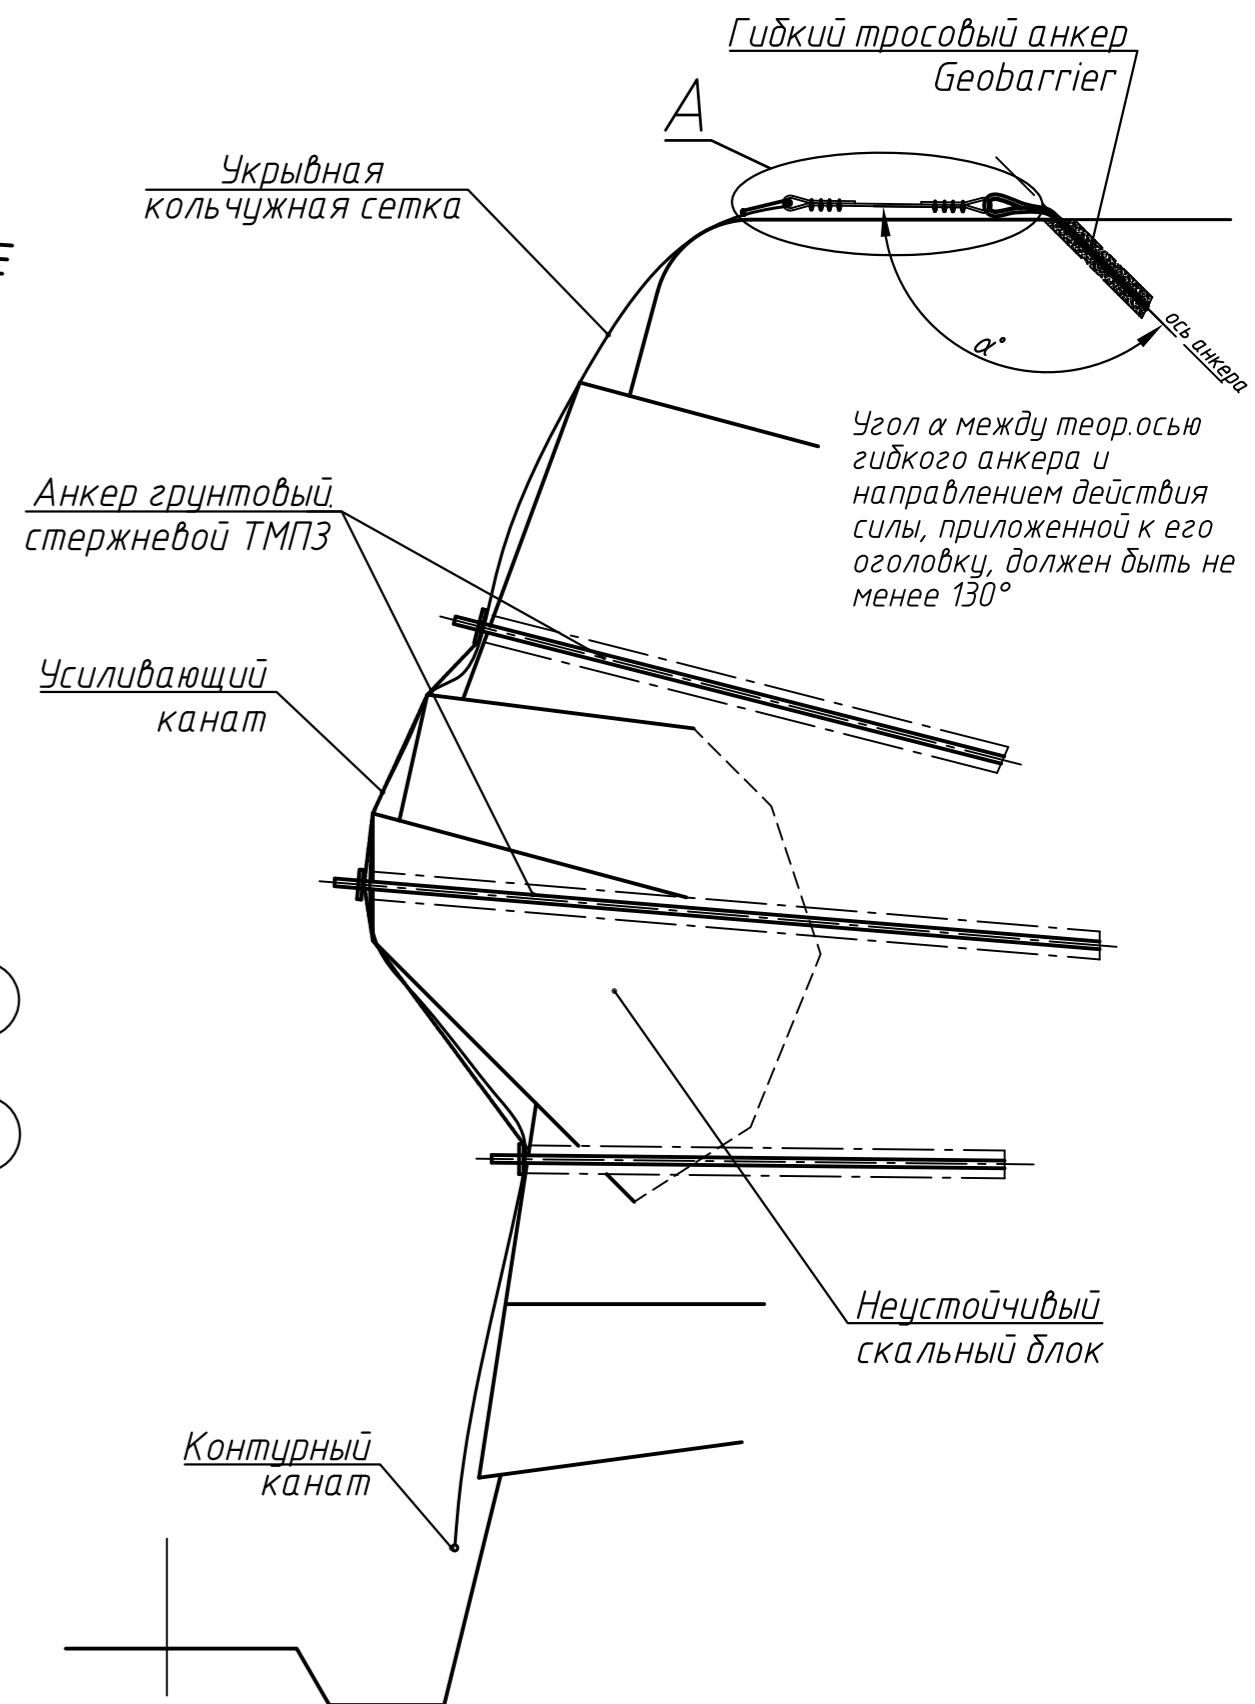 Гибкий тросовый анкер
Geobarrier
А
Укрывная
кольчужная сетка
ось анкера
α°
Угол α между теор.осью
гибкого анкера и
направлением действия
силы, приложенной к его
оголовку, должен быть не
менее 130°
Анкер грунтовый
стержневой ТМПЗ
Усиливающий
канат
Неустойчивый
скальный блок
Контурный
канат